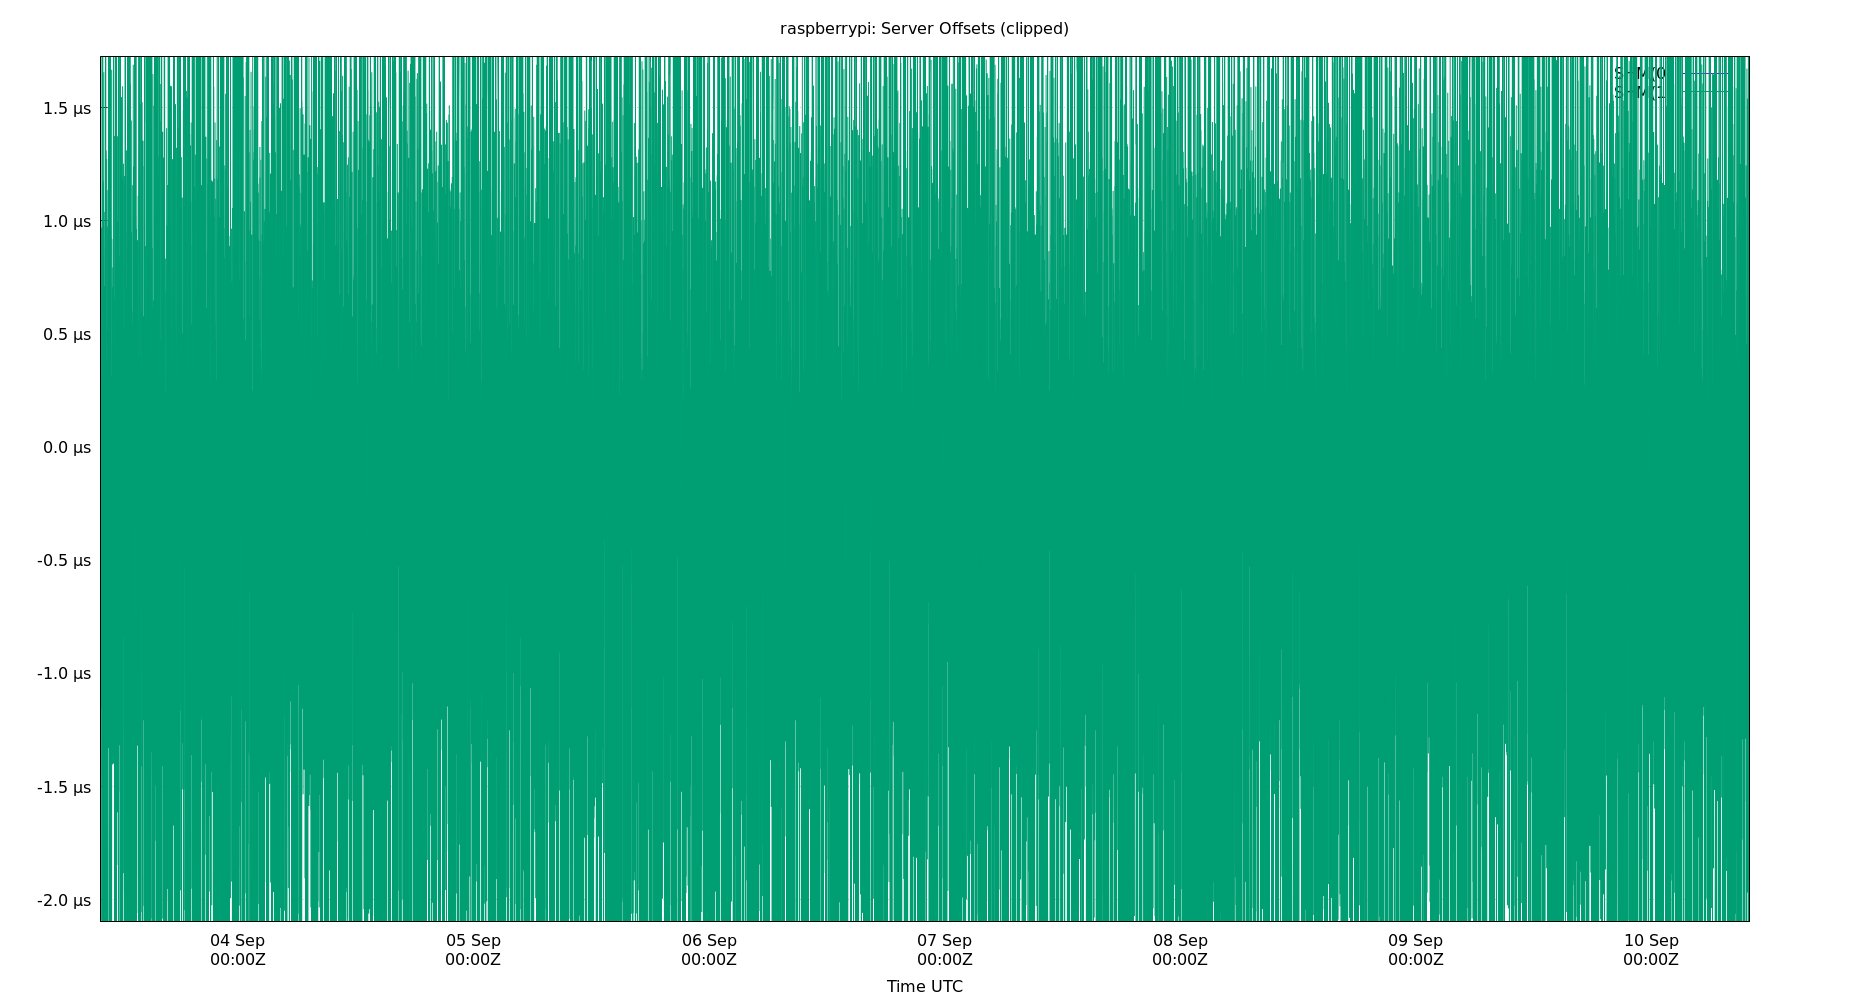 raspberrypi: Server Offsets (clipped)
1.5 µs
1.0 µs
0.5 µs
0.0 µs
-0.5 µs
-1.0 µs
-1.5 µs
-2.0 µs
04 Sep 05 Sep 06 Sep 07 Sep 08 Sep 09 Sep 10 Sep
00:00Z 00:00Z 00:00Z 00:00Z 00:00Z 00:00Z 00:00Z
Time UTC